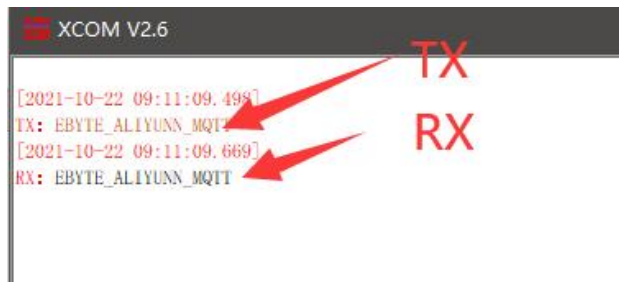 XCOM V2.6
TX
[2021-10-22 09:11:09.498]
TX: EBYTE_ALIYUNN_MQTT
RX
[2021-10-22 09:11:09.669]
RX: EBYTE_ALIYUNN_MQTT